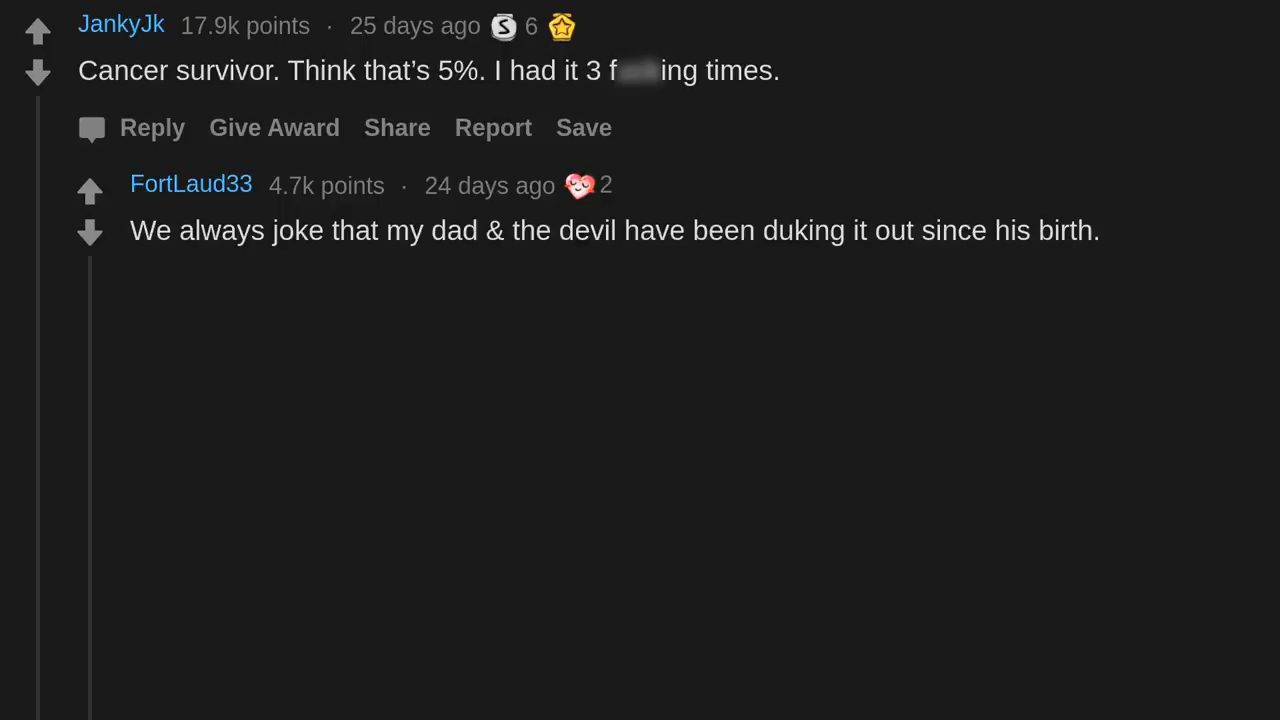 JankyJk 17.9k points · 25 days ago S 6
Cancer survivor. Think that’s 5%. I had it 3 f ing times.
Reply Give Award Share Report Save
FortLaud33 4.7k points · 24 days ago 2
We always joke that my dad & the devil have been duking it out since his birth.